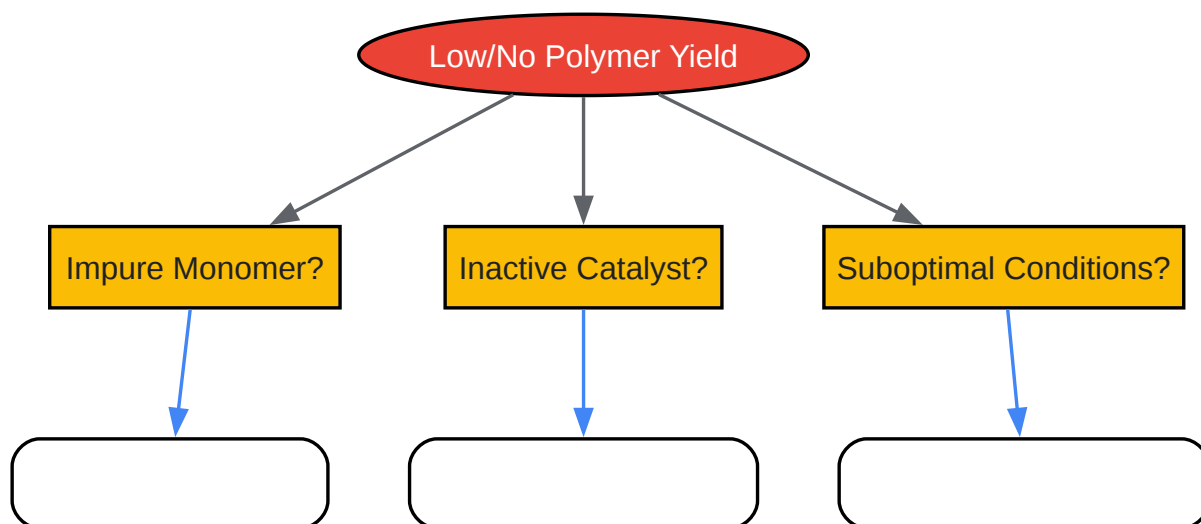 Low/No Polymer Yield
Impure Monomer?
Inactive Catalyst?
Suboptimal Conditions?